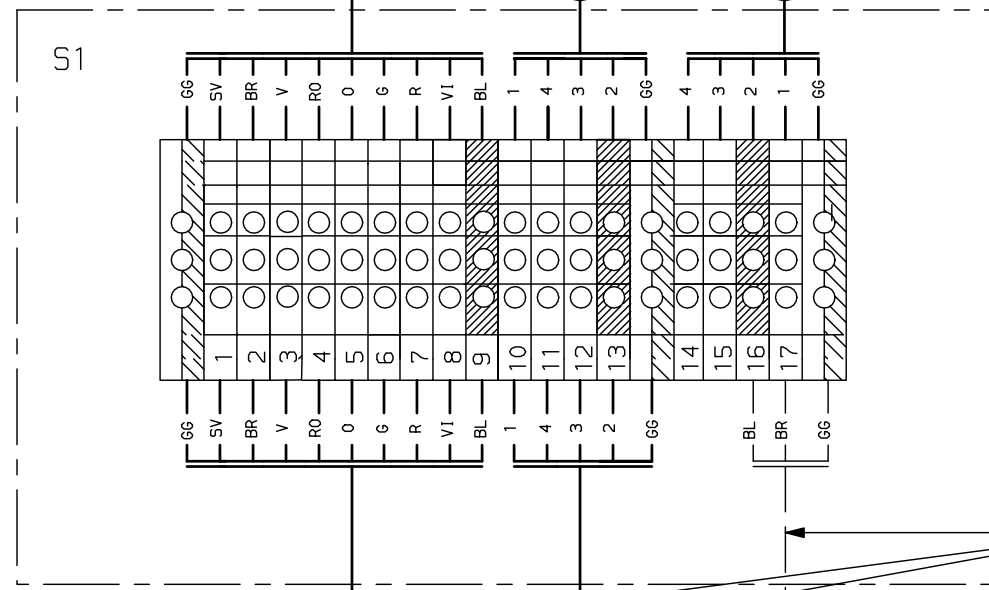 S1
GG SV BR V RO O G R VI BL 1 4 3 2 GG 4 3 2 1 GG
1 2 3 4 5 6 7 8 9 10 11 12 13 14 15 16 17
GG SV BR V RO O G R VI BL 1 4 3 2 GG BL BR GG